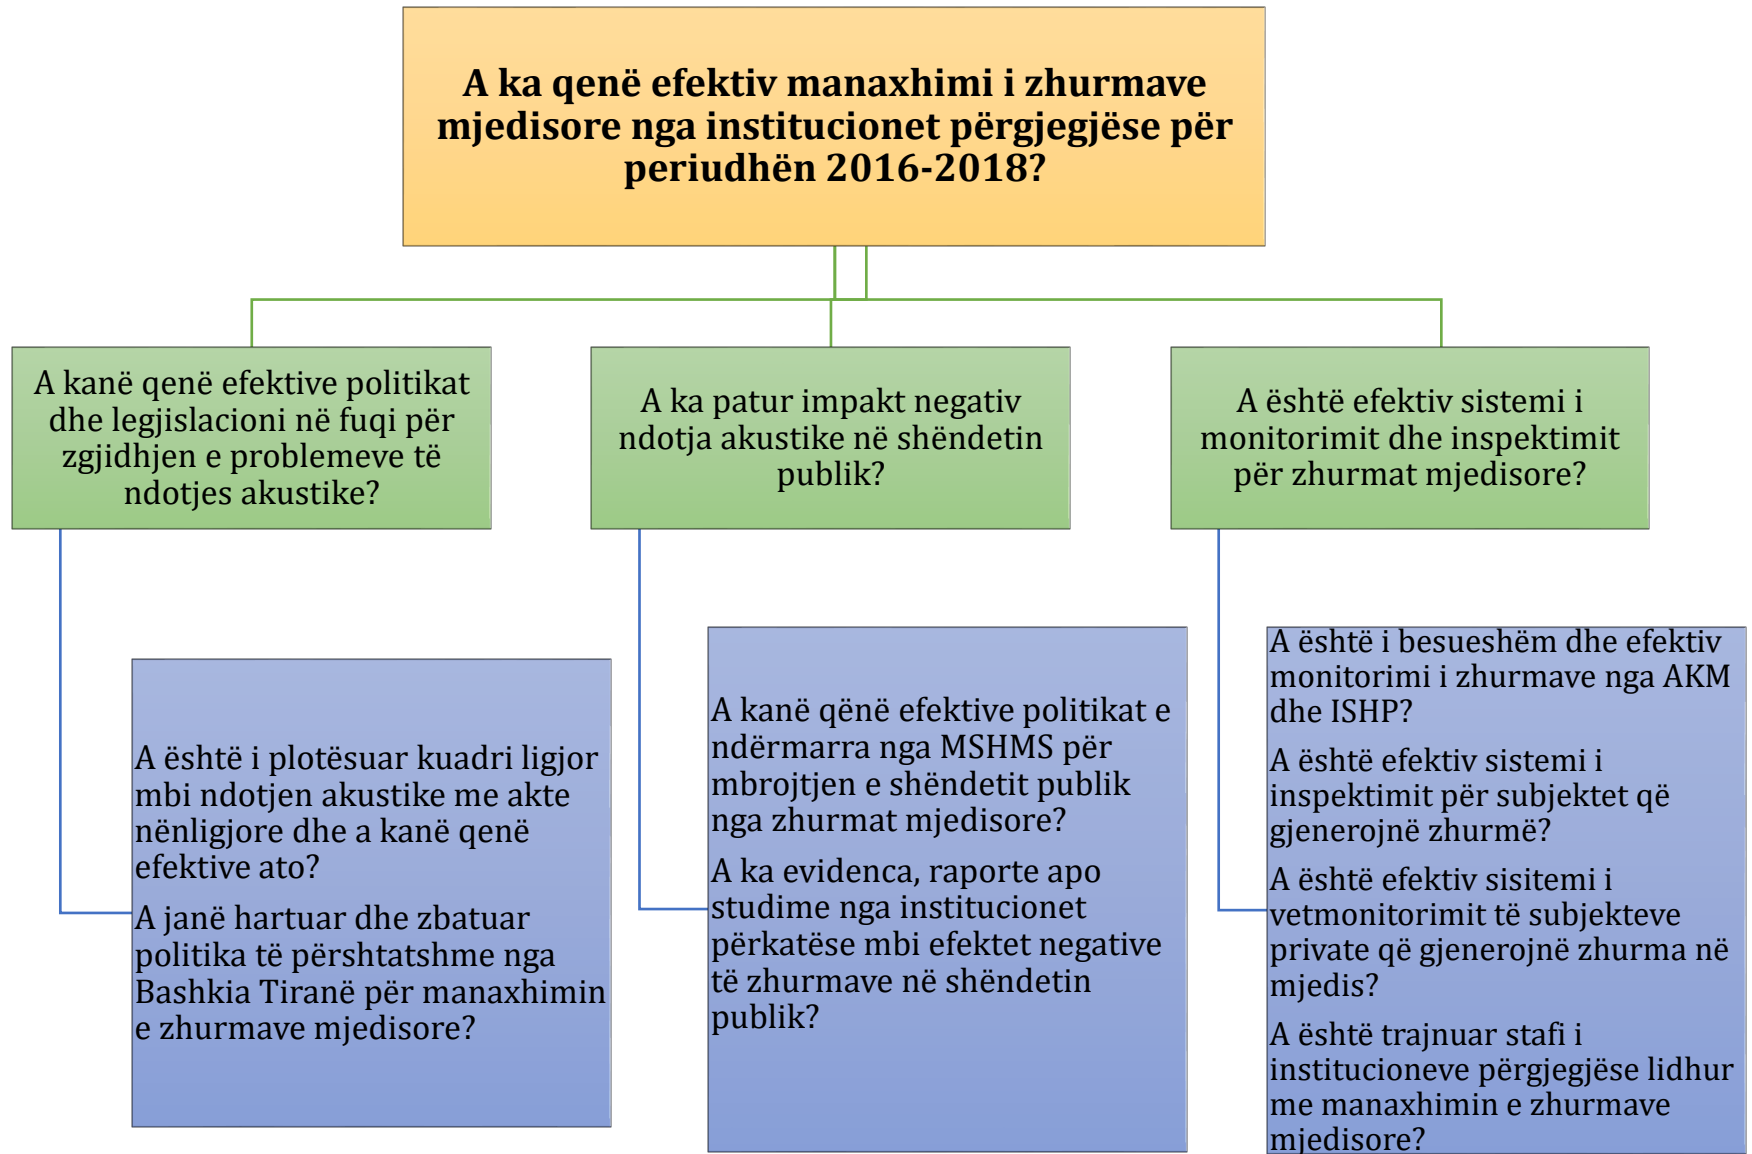 A ka qenë efektiv manaxhimi i zhurmave
mjedisore nga institucionet përgjegjëse për
periudhën 2016-2018?
A kanë qenë efektive politikat
dhe legjislacioni në fuqi për
zgjidhjen e problemeve të
ndotjes akustike?
A ka patur impakt negativ
ndotja akustike në shëndetin
publik?
A është efektiv sistemi i
monitorimit dhe inspektimit
për zhurmat mjedisore?
A është i plotësuar kuadri ligjor
mbi ndotjen akustike me akte
nënligjore dhe a kanë qenë
efektive ato?
A janë hartuar dhe zbatuar
politika të përshtatshme nga
Bashkia Tiranë për manaxhimin
e zhurmave mjedisore?
A kanë qënë efektive politikat e
ndërmarra nga MSHMS për
mbrojtjen e shëndetit publik
nga zhurmat mjedisore?
A ka evidenca, raporte apo
studime nga institucionet
përkatëse mbi efektet negative
të zhurmave në shëndetin
publik?
A është i besueshëm dhe efektiv
monitorimi i zhurmave nga AKM
dhe ISHP?
A është efektiv sistemi i
inspektimit për subjektet që
gjenerojnë zhurmë?
A është efektiv sisitemi i
vetmonitorimit të subjekteve
private që gjenerojnë zhurma në
mjedis?
A është trajnuar stafi i
institucioneve përgjegjëse lidhur
me manaxhimin e zhurmave
mjedisore?